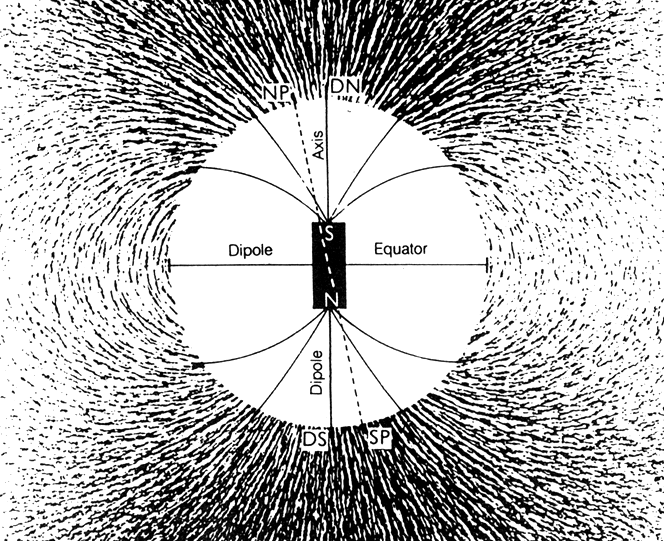 NP
DN
Axis
S
Dipole
Equator
N
Dipole
DS
SP